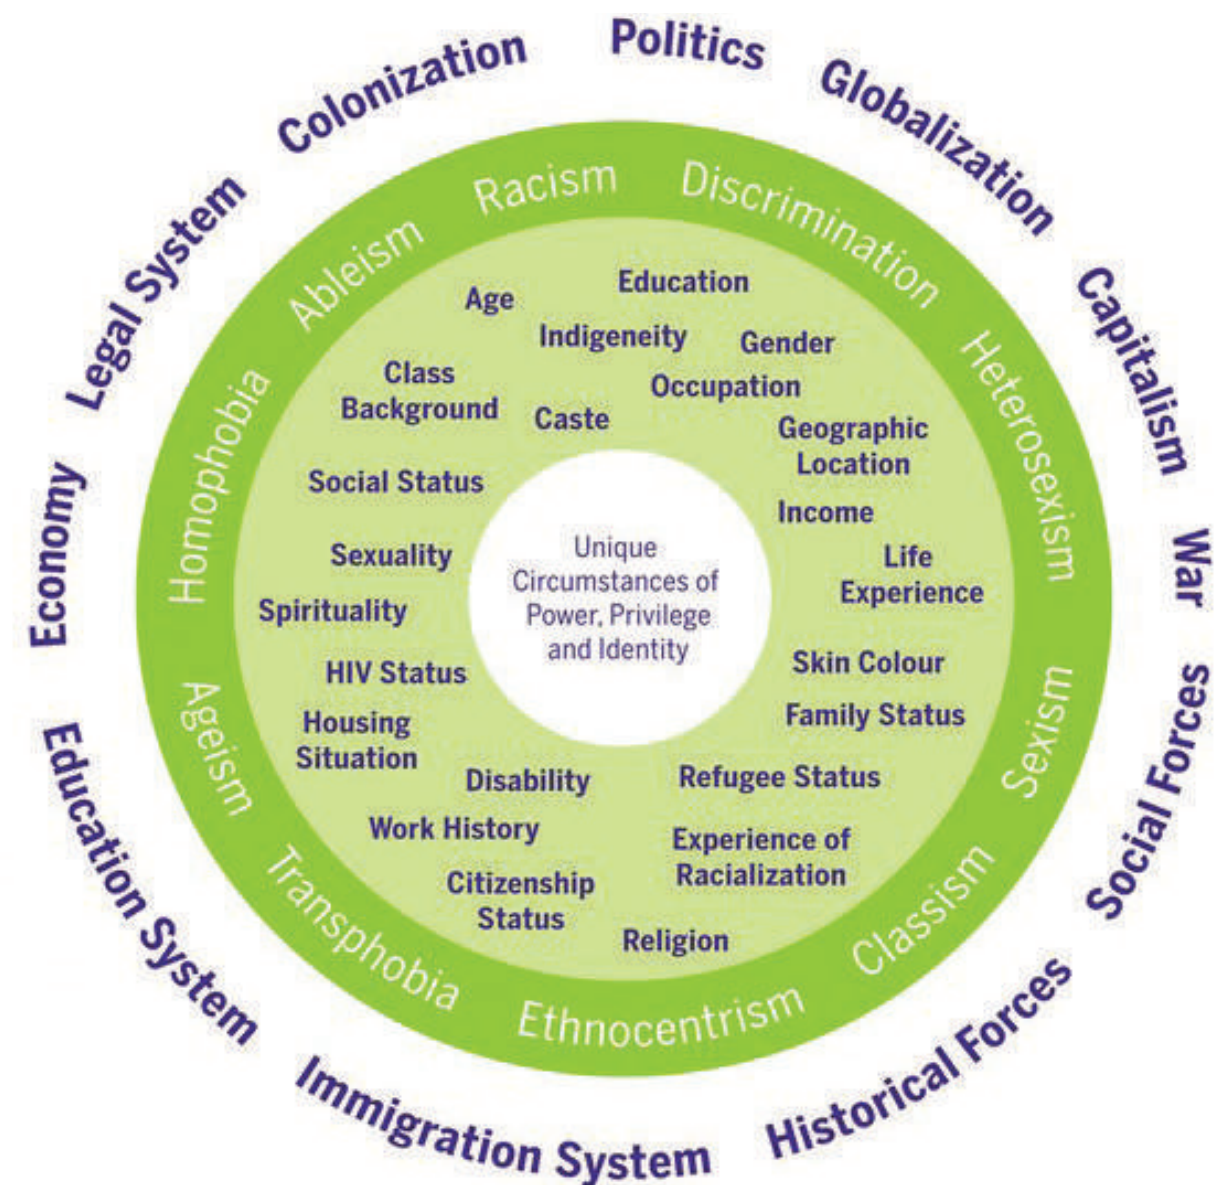 Politics
Globalization
Capitalism
War
Social Forces
Historical Forces
Immigration System
Education System
Economy
Legal System
Colonization
Racism
Discrimination
Heterosexism
Sexism
Classism
Ethnocentrism
Transphobia
Ageism
Homophobia
Ableism
Age
Education
Indigeneity
Gender
Class
Background
Occupation
Caste
Geographic
Location
Social Status
Income
Sexuality
Life
Experience
Spirituality
HIV Status
Skin Colour
Housing
Situation
Family Status
Disability
Refugee Status
Work History
Experience of
Racialization
Citizenship
Status
Religion
Unique
Circumstances of
Power, Privilege
and Identity